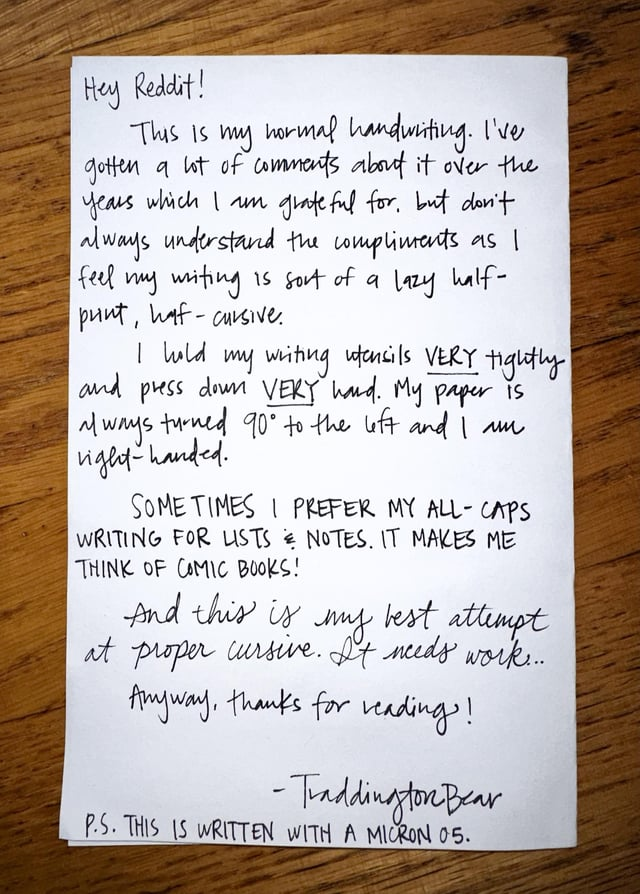 Hey Reddit!
This is my normal handwriting. I've
gotten a lot of comments about it over the
years which I am grateful for, but don't
always understand the compliments as I
feel my writing is sort of a lazy half-
print, half-cursive.
I hold my writing utensils VERY tightly
and press down VERY hard. My paper is
always turned 90° to the left and I am
right-handed.
SOMETIMES I PREFER MY ALL-CAPS
WRITING FOR LISTS & NOTES. IT MAKES ME
THINK OF COMIC BOOKS!
And this is my best attempt
at proper cursive. It needs work...
Anyway, thanks for reading!
- TraddingtonBear
P.S. THIS IS WRITTEN WITH A MICRON 05.